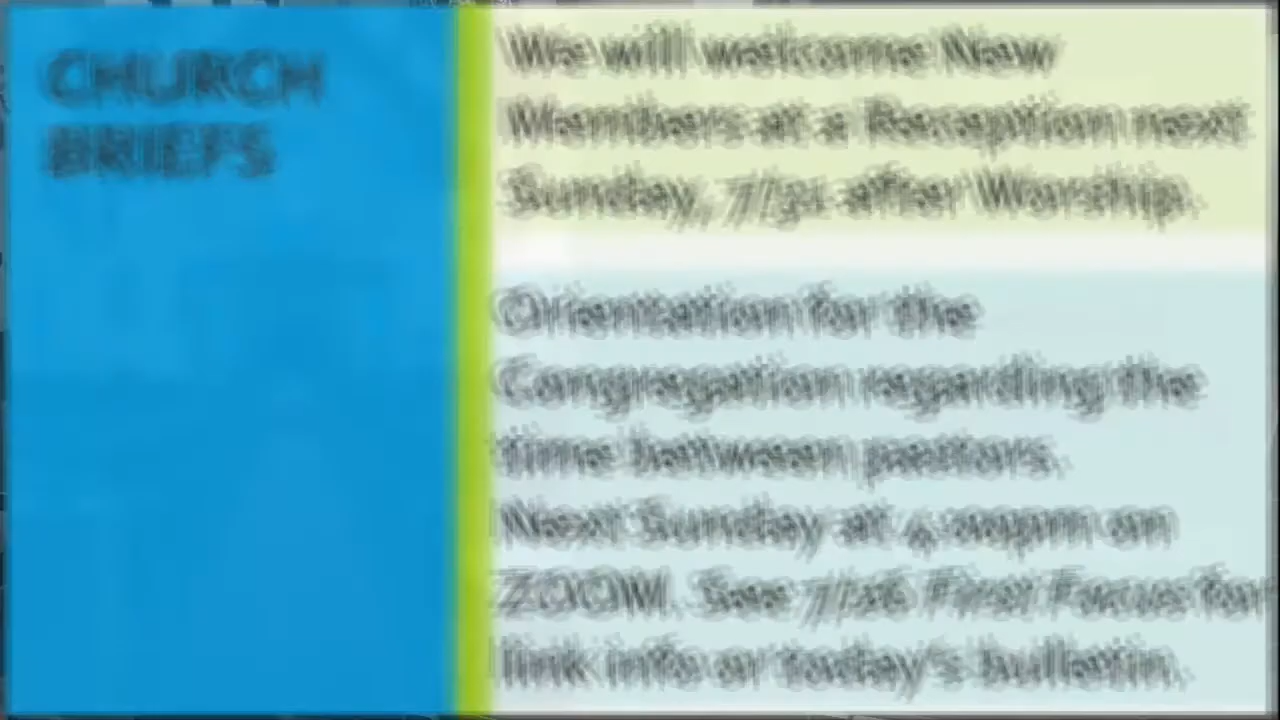 CHURCH
BRIEFS
We will welcome New
Members at a Reception next
Sunday, 7/31 after Worship.
Orientation for the
Congregation regarding the
time between pastors.
Next Sunday at 4:00pm on
ZOOM. See 7/26 First Focus for
link info or today's bulletin.